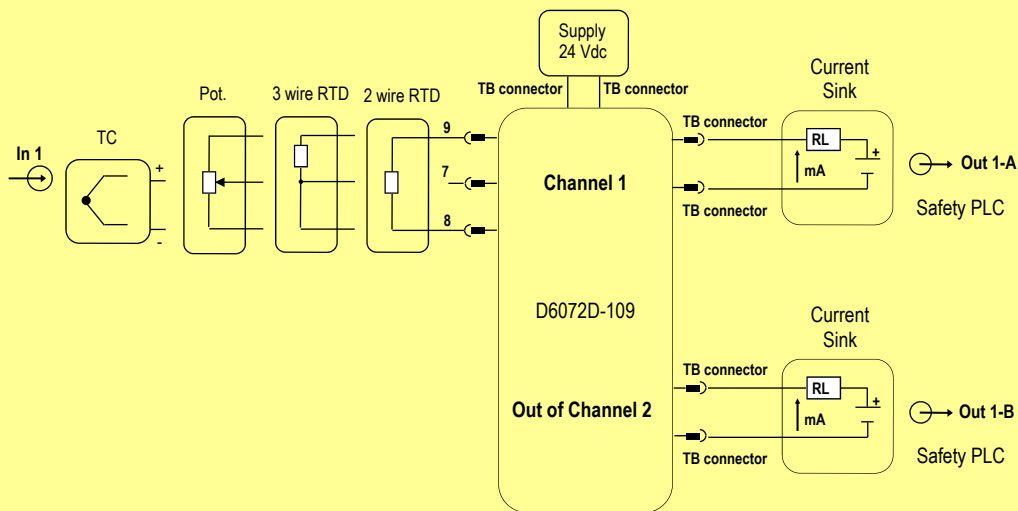 Supply
24 Vdc
TB connector
TB connector
In 1
TC
+
-
Pot.
3 wire RTD
2 wire RTD
9
7
8
Channel 1
D6072D-109
Out of Channel 2
Current
Sink
TB connector
RL
+
mA
TB connector
Out 1-A
Safety PLC
Current
Sink
TB connector
RL
+
mA
TB connector
Out 1-B
Safety PLC